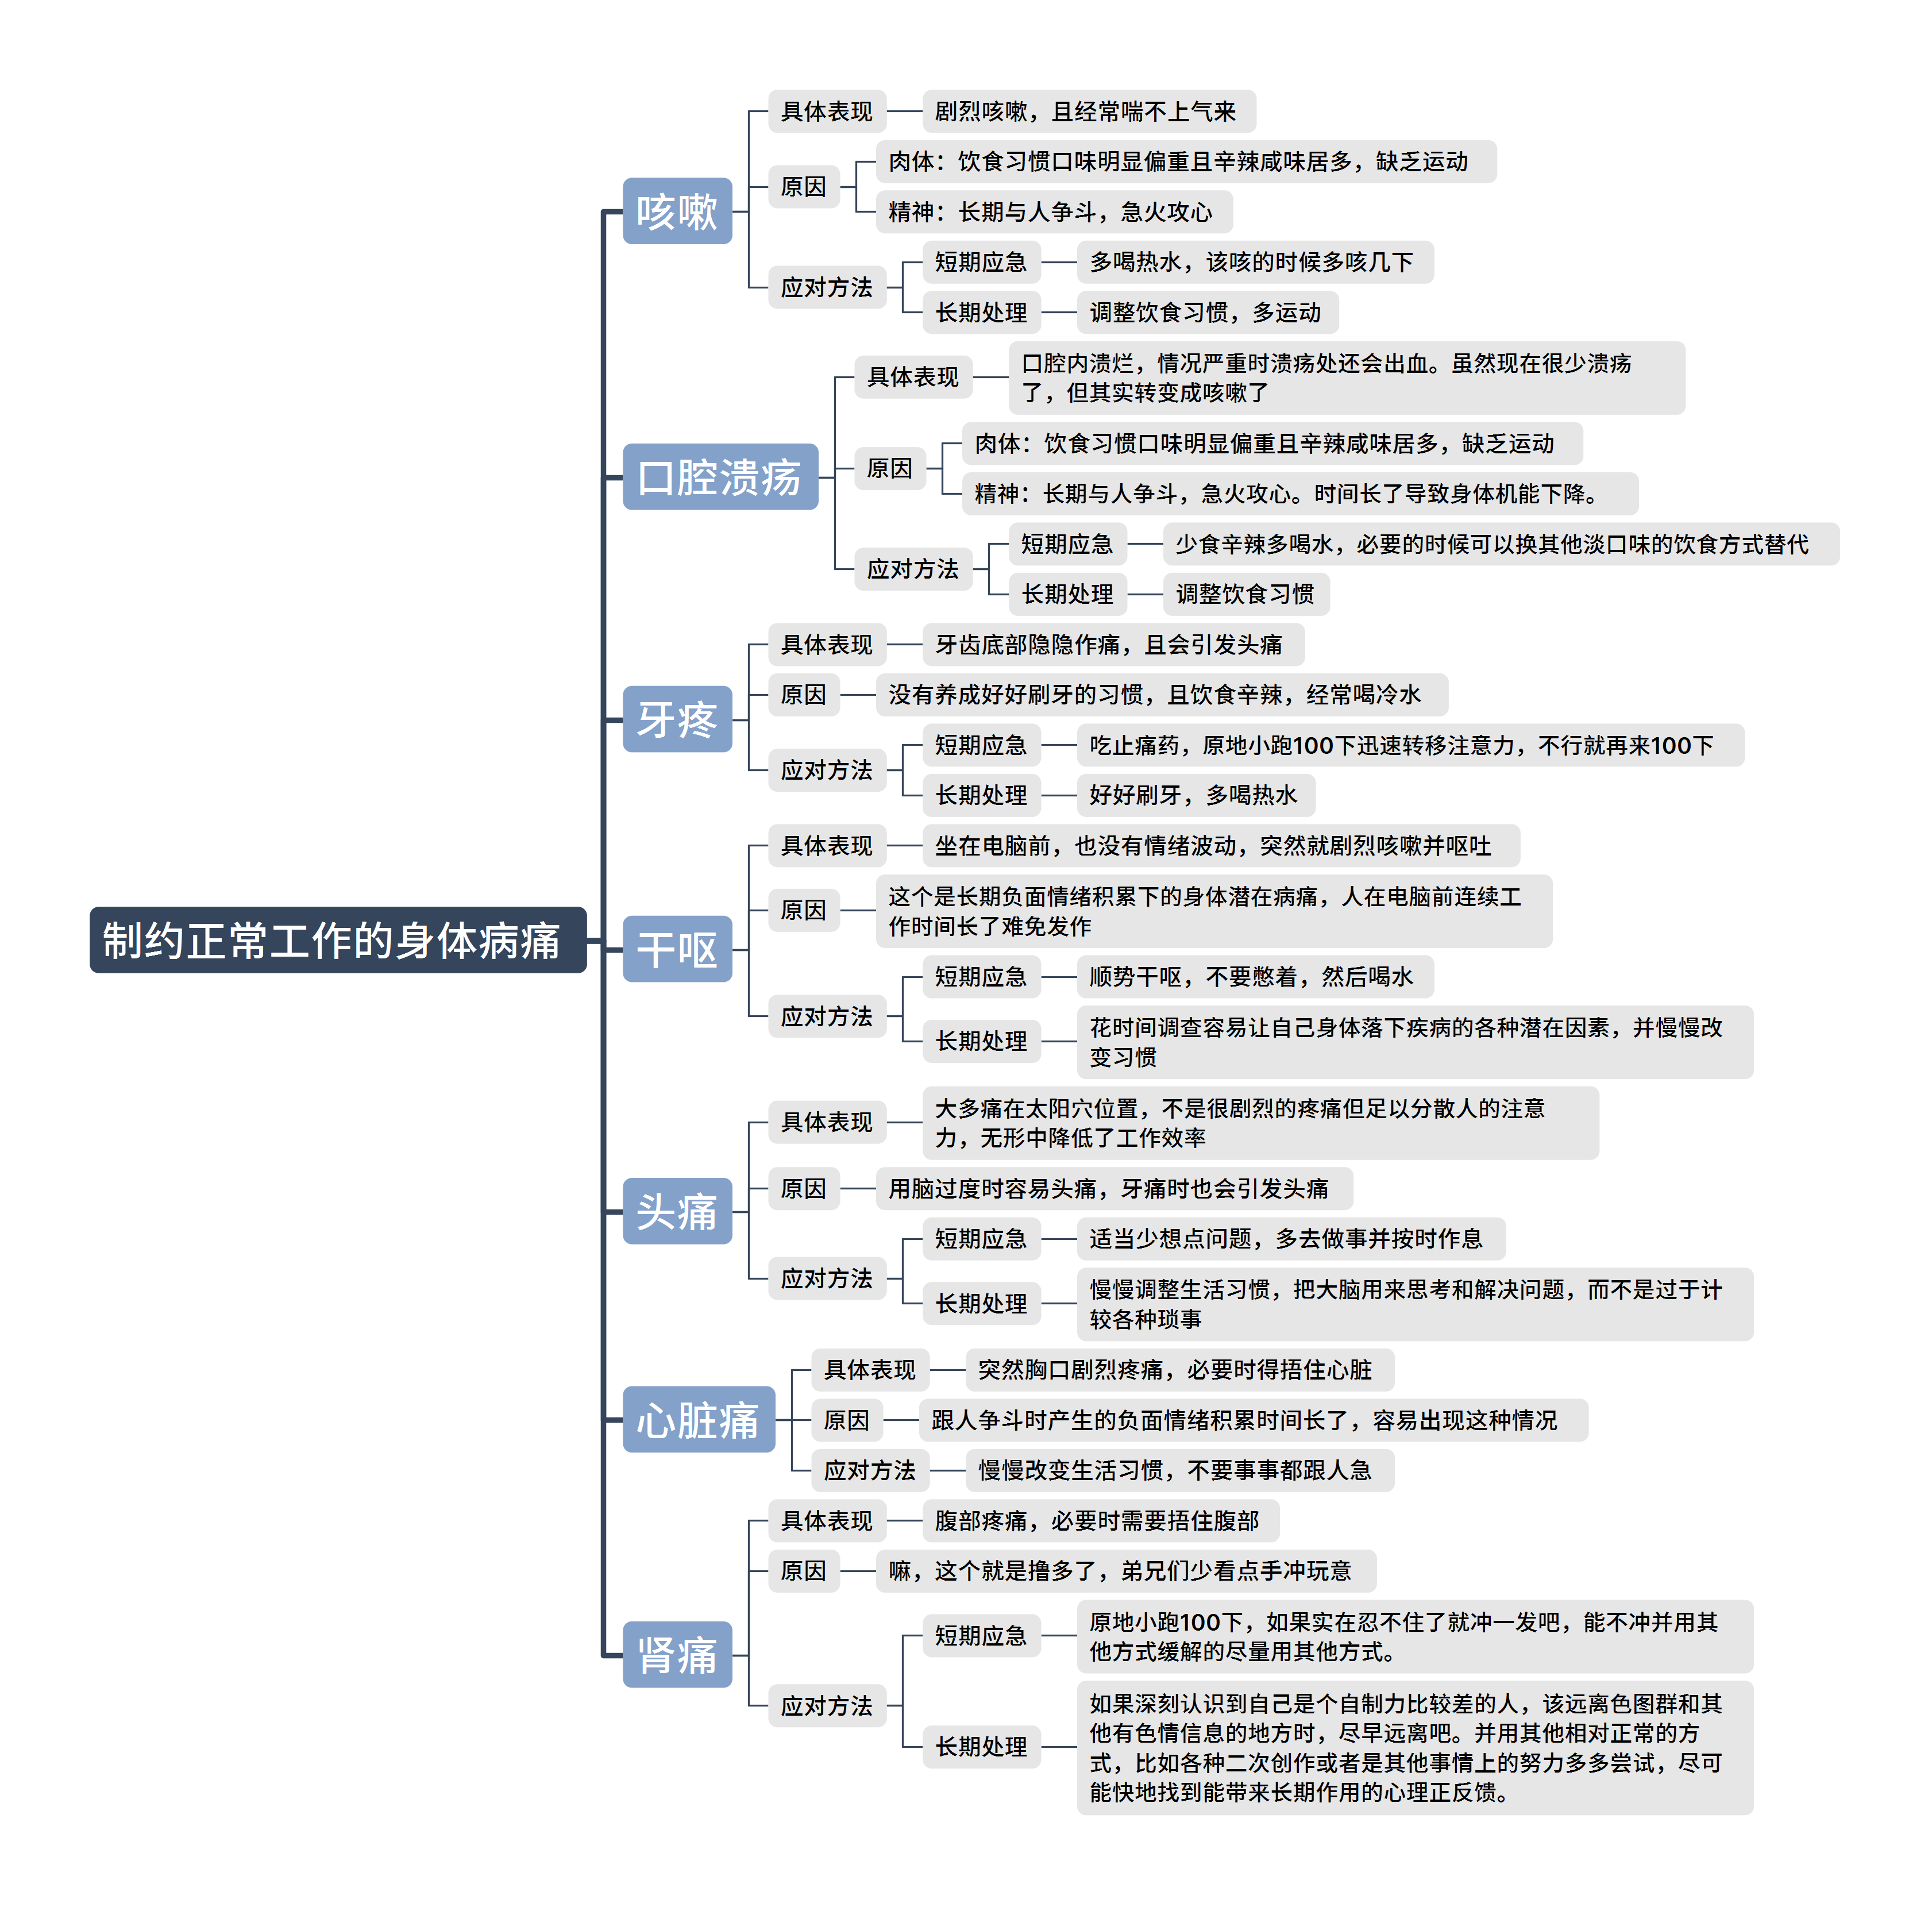 制约正常工作的身体病痛
咳嗽
具体表现
剧烈咳嗽，且经常喘不上气来
原因
肉体：饮食习惯口味明显偏重且辛辣咸味居多，缺乏运动
精神：长期与人争斗，急火攻心
应对方法
短期应急
多喝热水，该咳的时候多咳几下
长期处理
调整饮食习惯，多运动
口腔溃疡
具体表现
口腔内溃烂，情况严重时溃疡处还会出血。虽然现在很少溃疡
了，但其实转变成咳嗽了
原因
肉体：饮食习惯口味明显偏重且辛辣咸味居多，缺乏运动
精神：长期与人争斗，急火攻心。时间长了导致身体机能下降。
应对方法
短期应急
少食辛辣多喝水，必要的时候可以换其他淡口味的饮食方式替代
长期处理
调整饮食习惯
牙疼
具体表现
牙齿底部隐隐作痛，且会引发头痛
原因
没有养成好好刷牙的习惯，且饮食辛辣，经常喝冷水
应对方法
短期应急
吃止痛药，原地小跑100下迅速转移注意力，不行就再来100下
长期处理
好好刷牙，多喝热水
干呕
具体表现
坐在电脑前，也没有情绪波动，突然就剧烈咳嗽并呕吐
原因
这个是长期负面情绪积累下的身体潜在病痛，人在电脑前连续工
作时间长了难免发作
应对方法
短期应急
顺势干呕，不要憋着，然后喝水
长期处理
花时间调查容易让自己身体落下疾病的各种潜在因素，并慢慢改
变习惯
头痛
具体表现
大多痛在太阳穴位置，不是很剧烈的疼痛但足以分散人的注意
力，无形中降低了工作效率
原因
用脑过度时容易头痛，牙痛时也会引发头痛
应对方法
短期应急
适当少想点问题，多去做事并按时作息
长期处理
慢慢调整生活习惯，把大脑用来思考和解决问题，而不是过于计
较各种琐事
心脏痛
具体表现
突然胸口剧烈疼痛，必要时得捂住心脏
原因
跟人争斗时产生的负面情绪积累时间长了，容易出现这种情况
应对方法
慢慢改变生活习惯，不要事事都跟人急
肾痛
具体表现
腹部疼痛，必要时需要捂住腹部
原因
嘛，这个就是撸多了，弟兄们少看点手冲玩意
应对方法
短期应急
原地小跑100下，如果实在忍不住了就冲一发吧，能不冲并用其
他方式缓解的尽量用其他方式。
长期处理
如果深刻认识到自己是个自制力比较差的人，该远离色图群和其
他有色情信息的地方时，尽早远离吧。并用其他相对正常的方
式，比如各种二次创作或者是其他事情上的努力多多尝试，尽可
能快地找到能带来长期作用的心理正反馈。